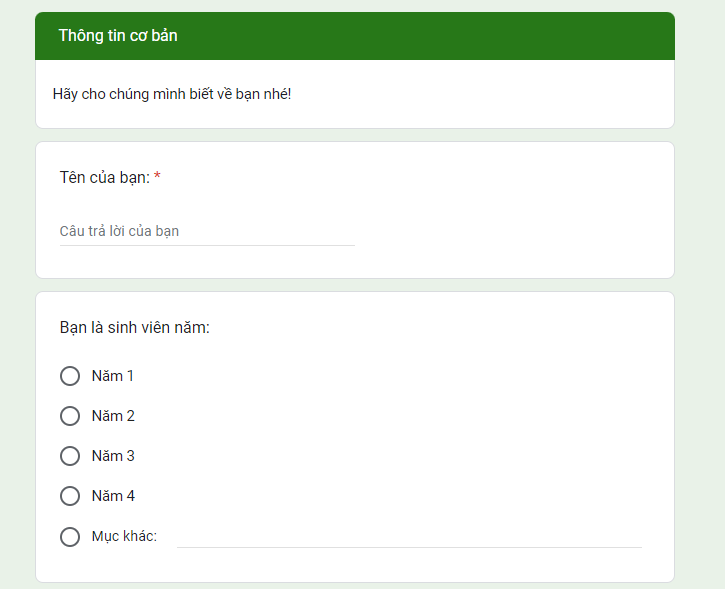 Thông tin cơ bản
Hãy cho chúng mình biết về bạn nhé!
Tên của bạn: *
Câu trả lời của bạn
Bạn là sinh viên năm:
Năm 1
Năm 2
Năm 3
Năm 4
Mục khác: